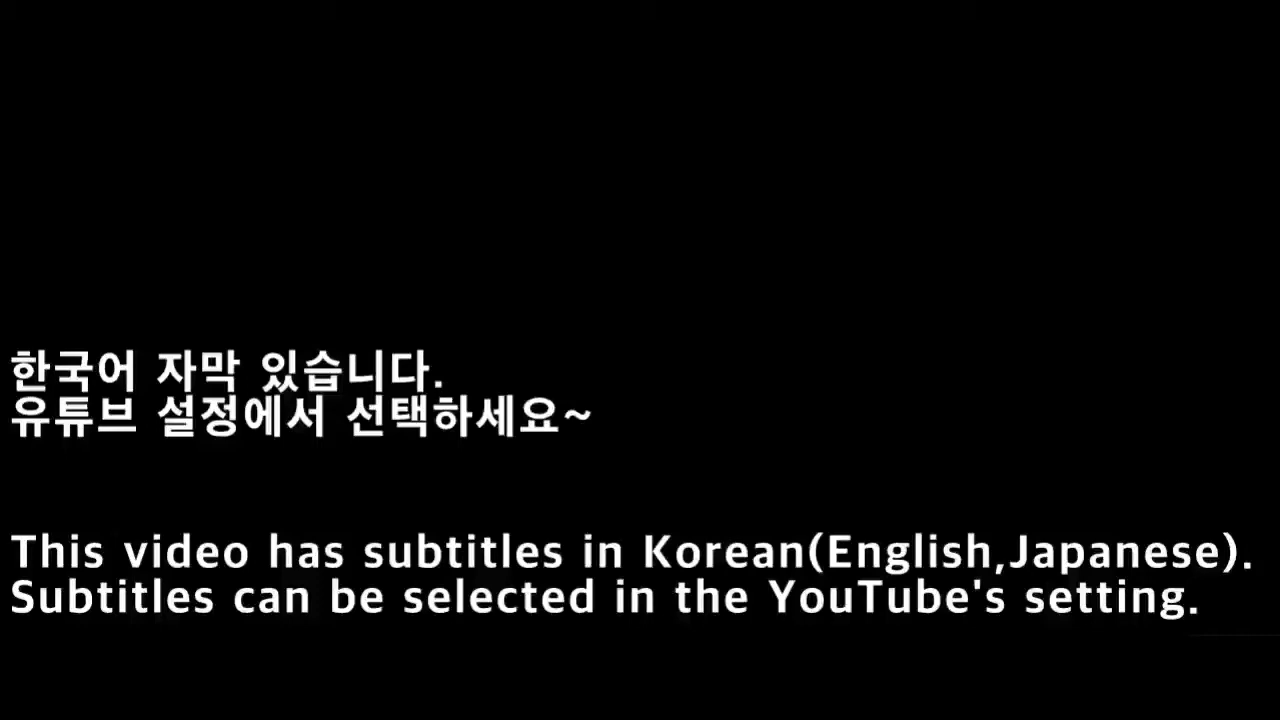 한국어 자막 있습니다.
유튜브 설정에서 선택하세요~
This video has subtitles in Korean(English,Japanese).
Subtitles can be selected in the YouTube's setting.